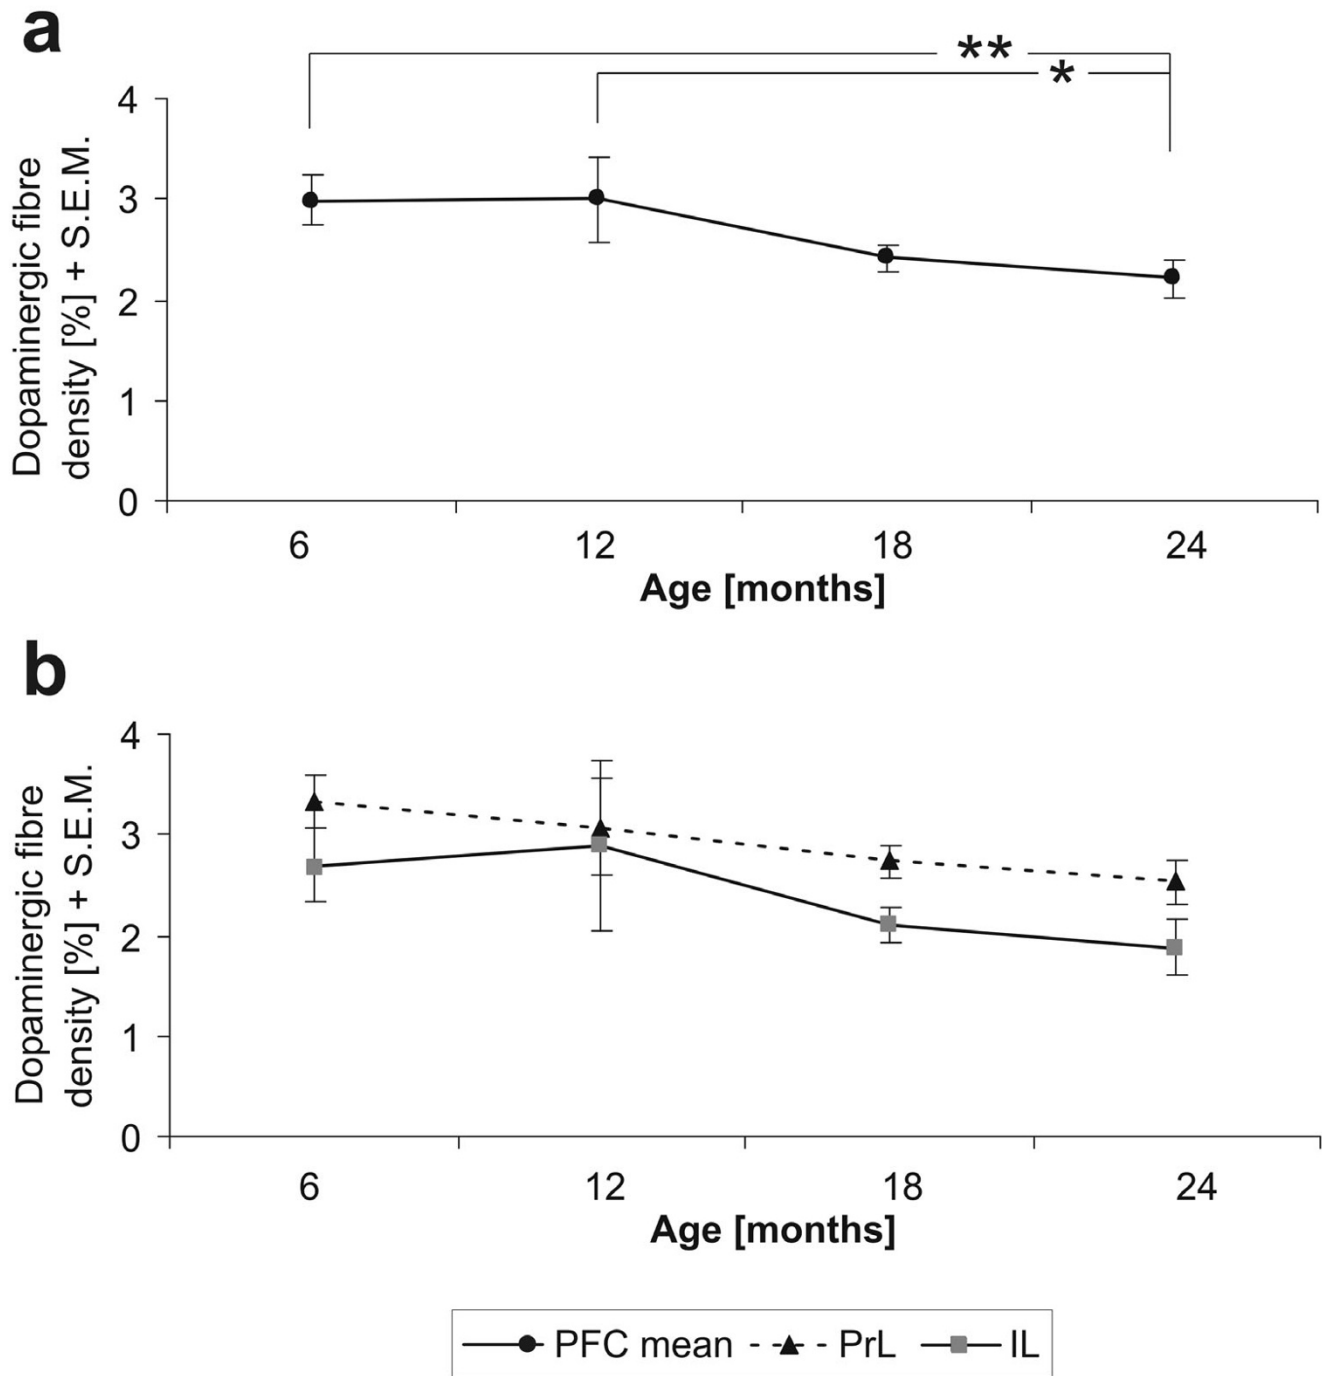 a
**
*
4
3
2
1
0
Dopaminergic fibre
density [%] + S.E.M.
6 12 18 24
Age [months]
b
4
3
2
1
0
Dopaminergic fibre
density [%] + S.E.M.
6 12 18 24
Age [months]
PFC mean PrL IL